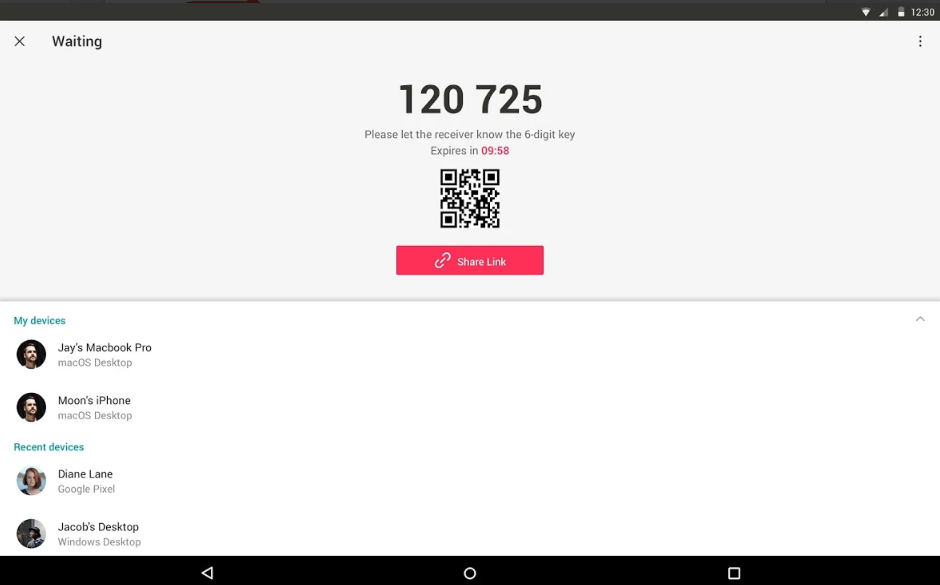 12:30
Waiting
120 725
Please let the receiver know the 6-digit key
Expires in 09:58
Share Link
My devices
Jay's Macbook Pro
macOS Desktop
Moon's iPhone
macOS Desktop
Recent devices
Diane Lane
Google Pixel
Jacob's Desktop
Windows Desktop